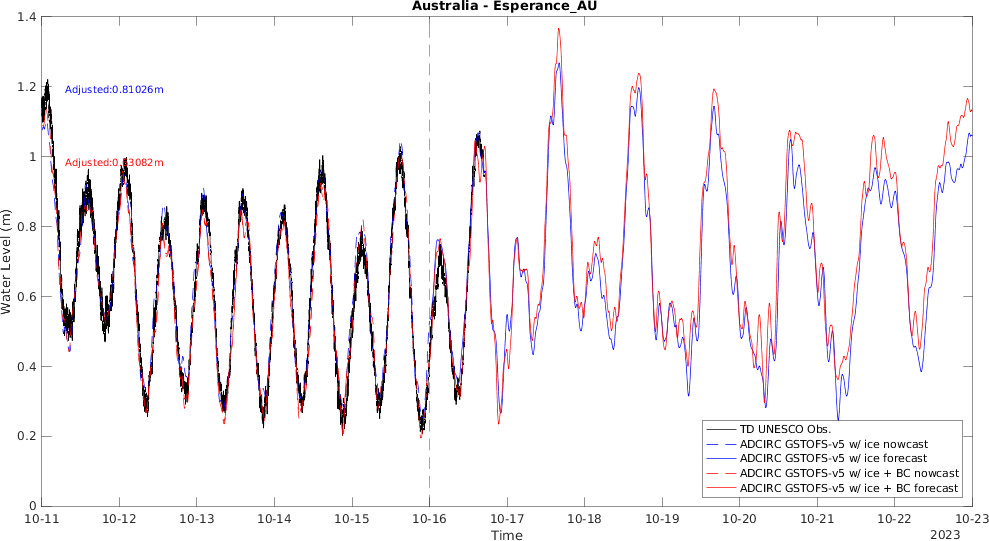 Australia - Esperance_AU
Water Level (m)
1.4
1.2
1
0.8
0.6
0.4
0.2
0
Adjusted:0.81026m
TD UNESCO Obs.
ADCIRC GSTOFS-v5 w/ ice nowcast
ADCIRC GSTOFS-v5 w/ ice forecast
ADCIRC GSTOFS-v5 w/ ice + BC nowcast
ADCIRC GSTOFS-v5 w/ ice + BC forecast
10-11 10-12 10-13 10-14 10-15 10-16 10-17 10-18 10-19 10-20 10-21 10-22 10-23
Time
2023